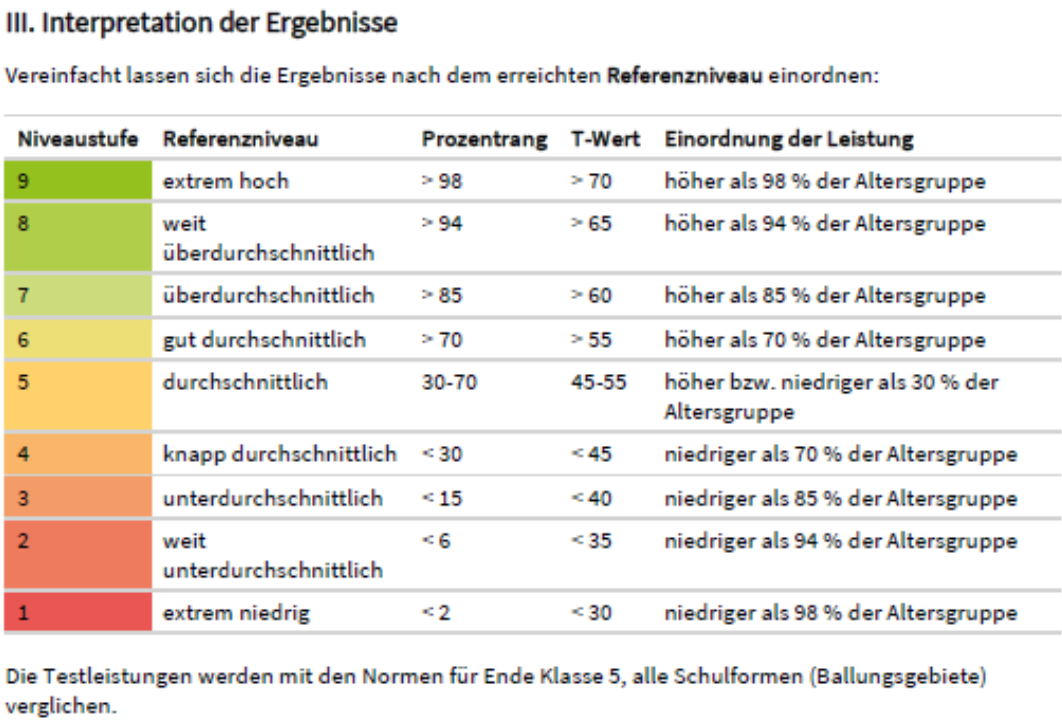 III. Interpretation der Ergebnisse
Vereinfacht lassen sich die Ergebnisse nach dem erreichten Referenzniveau einordnen:
Niveaustufe Referenzniveau Prozentrang T-Wert Einordnung der Leistung
9 extrem hoch > 98 > 70 höher als 98 % der Altersgruppe
8 weit überdurchschnittlich > 94 > 65 höher als 94 % der Altersgruppe
7 überdurchschnittlich > 85 > 60 höher als 85 % der Altersgruppe
6 gut durchschnittlich > 70 > 55 höher als 70 % der Altersgruppe
5 durchschnittlich 30-70 45-55 höher bzw. niedriger als 30 % der Altersgruppe
4 knapp durchschnittlich < 30 < 45 niedriger als 70 % der Altersgruppe
3 unterdurchschnittlich < 15 < 40 niedriger als 85 % der Altersgruppe
2 weit unterdurchschnittlich < 6 < 35 niedriger als 94 % der Altersgruppe
1 extrem niedrig < 2 < 30 niedriger als 98 % der Altersgruppe
Die Testleistungen werden mit den Normen für Ende Klasse 5, alle Schulformen (Ballungsgebiete)
verglichen.